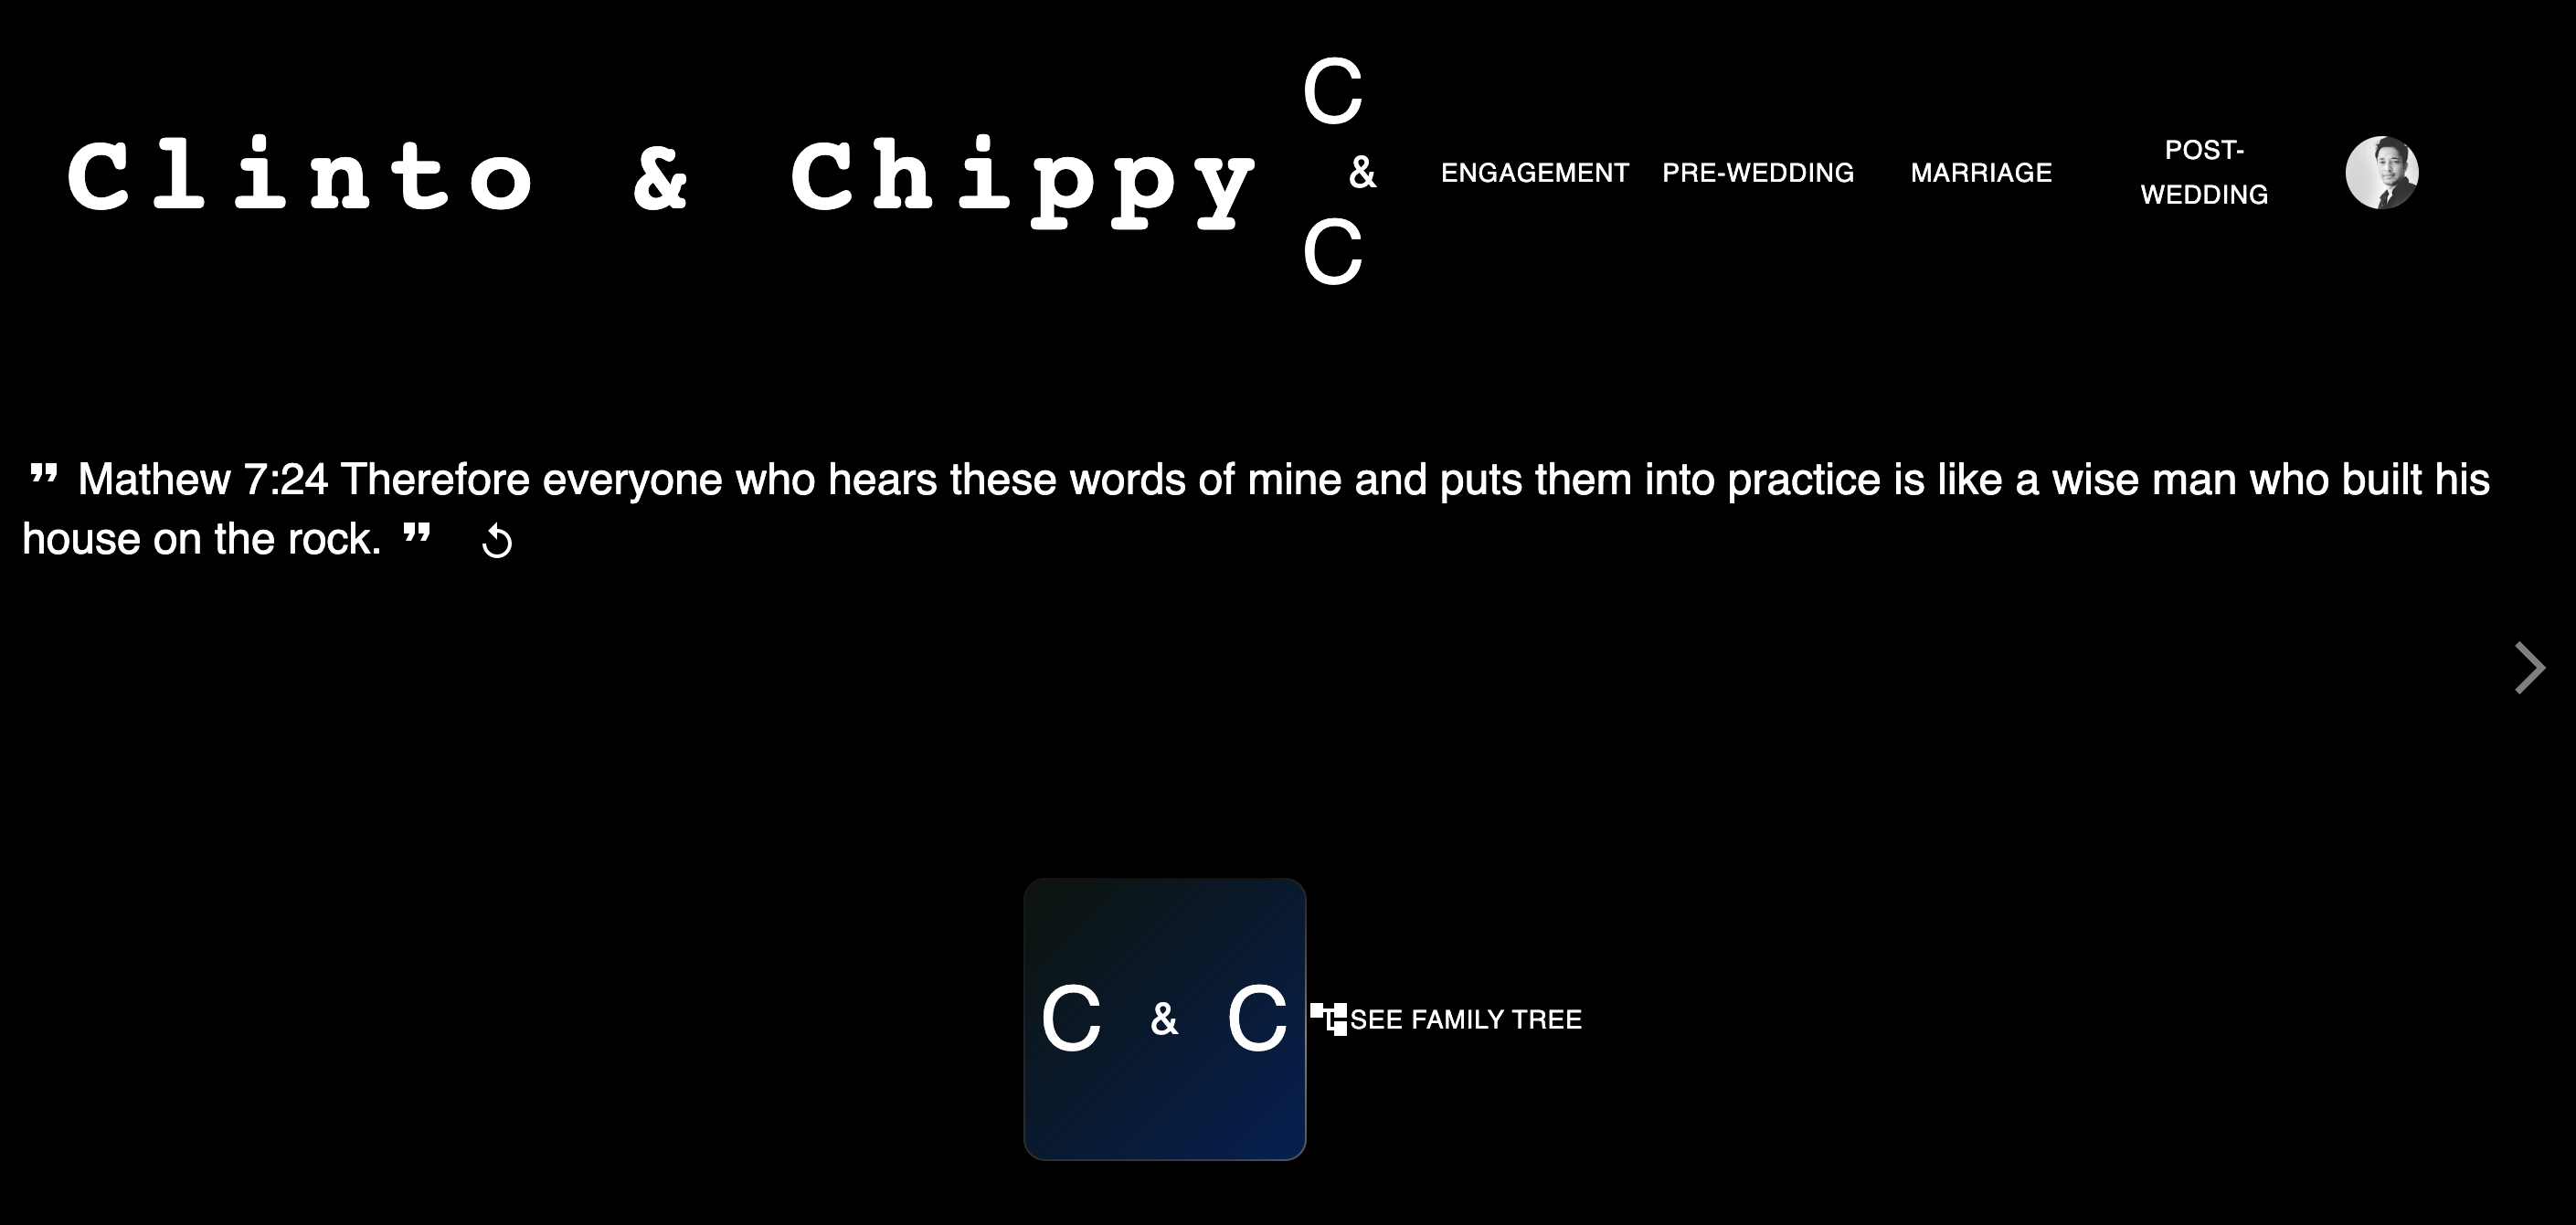 Clinto & Chippy
C
&
C
ENGAGEMENT
PRE-WEDDING
MARRIAGE
POST-
WEDDING
” Mathew 7:24 Therefore everyone who hears these words of mine and puts them into practice is like a wise man who built his
house on the rock. ”
C & C
SEE FAMILY TREE